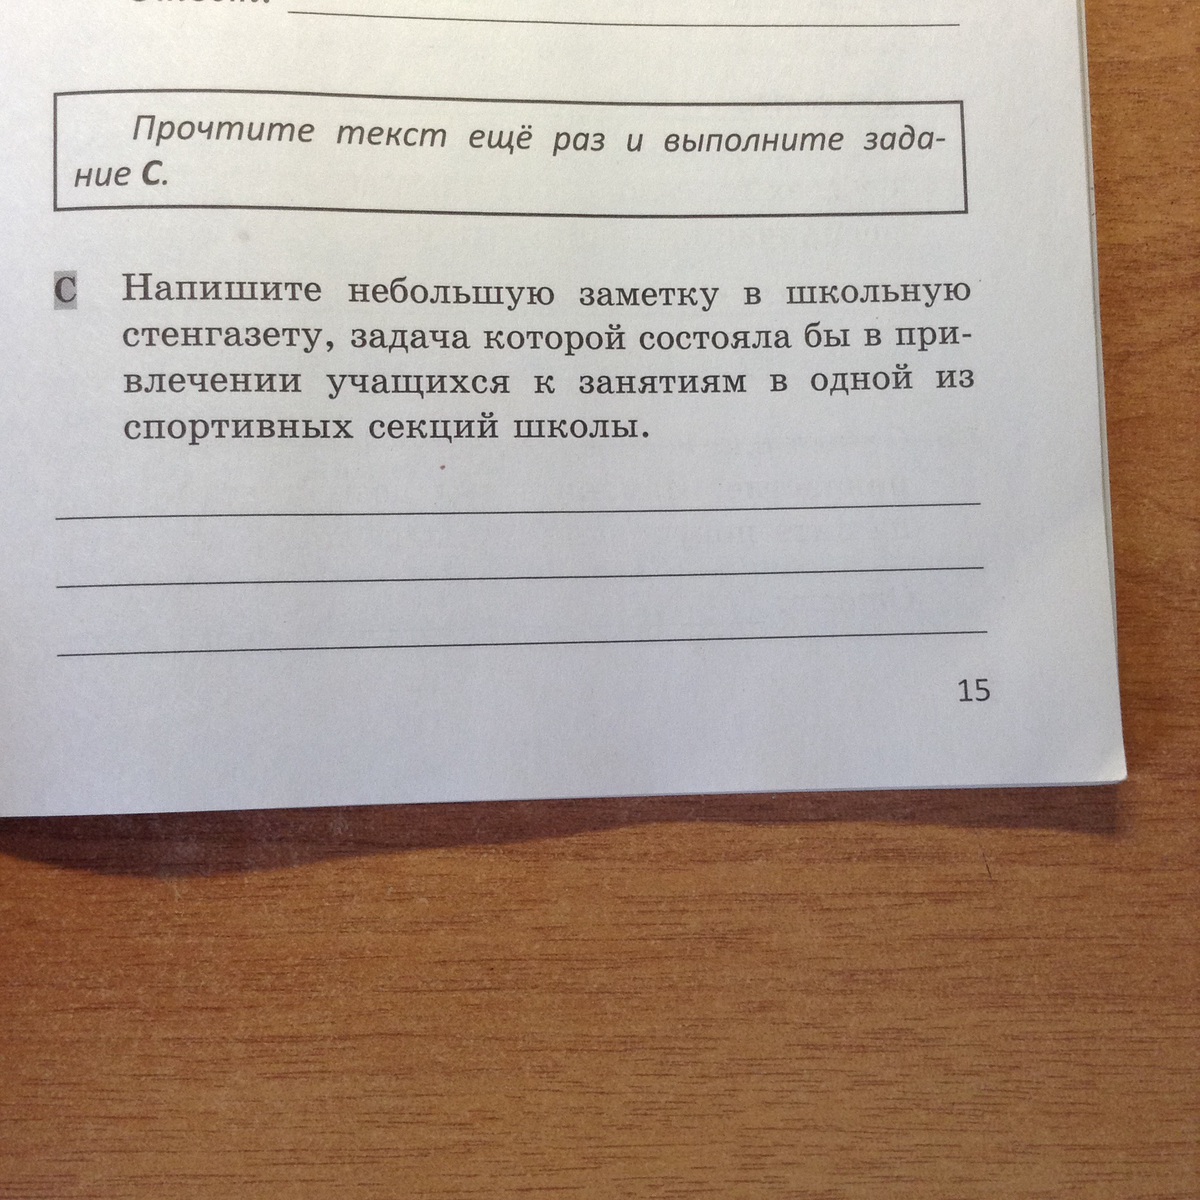 Прочтите текст ещё раз и выполните зада-
ние С.
С Напишите небольшую заметку в школьную
стенгазету, задача которой состояла бы в при-
влечении учащихся к занятиям в одной из
спортивных секций школы.
15